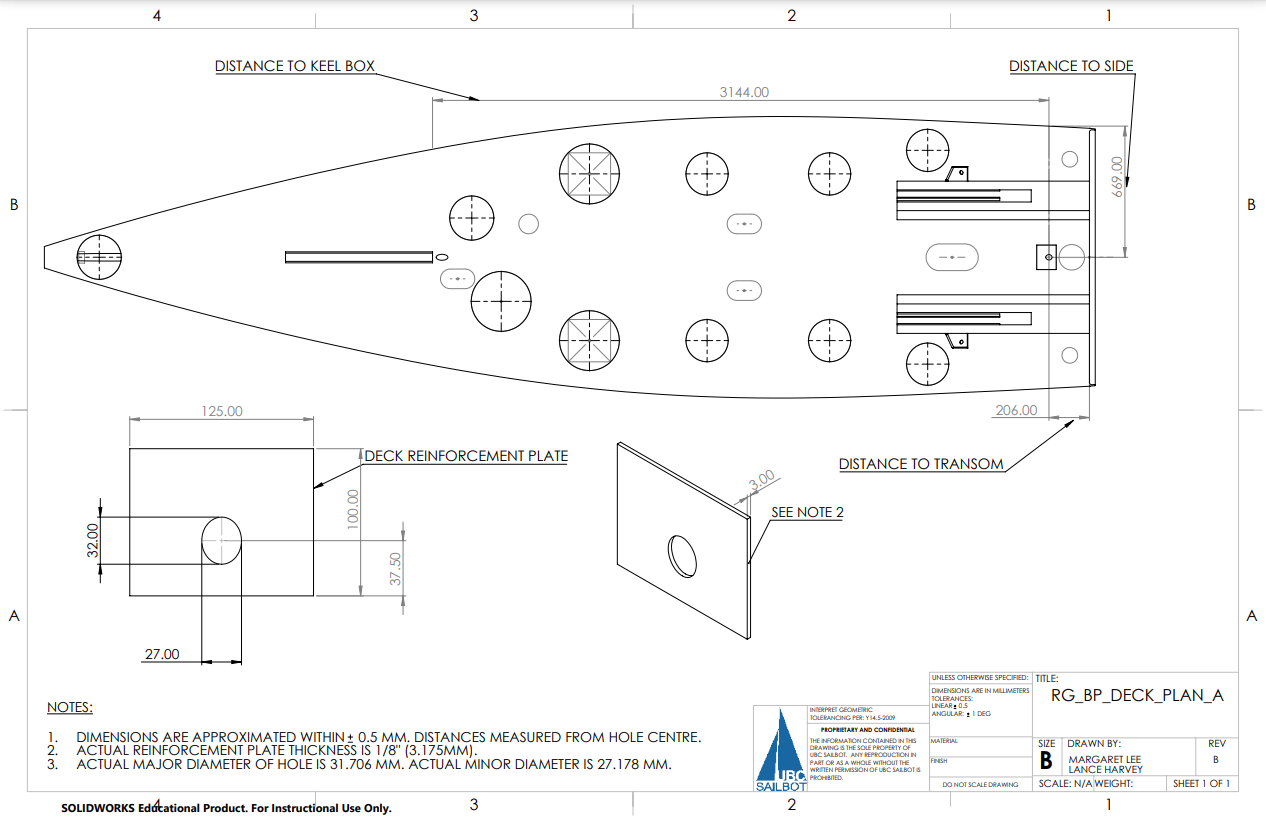 4 3 2 1
DISTANCE TO KEEL BOX
DISTANCE TO SIDE
3144.00
669.00
B B
206.00
125.00
DECK REINFORCEMENT PLATE
DISTANCE TO TRANSOM
3.00
100.00
SEE NOTE 2
32.00
37.50
A A
27.00
NOTES:
1. DIMENSIONS ARE APPROXIMATED WITHIN ± 0.5 MM. DISTANCES MEASURED FROM HOLE CENTRE.
2. ACTUAL REINFORCEMENT PLATE THICKNESS IS 1/8" (3.175MM).
3. ACTUAL MAJOR DIAMETER OF HOLE IS 31.706 MM. ACTUAL MINOR DIAMETER IS 27.178 MM.
UBC
SAILBOT
INTERPRET GEOMETRIC
TOLERANCING PER: Y14.5-2009
PROPRIETARY AND CONFIDENTIAL
THE INFORMATION CONTAINED IN THIS
DRAWING IS THE SOLE PROPERTY OF
UBC SAILBOT. ANY REPRODUCTION IN
PART OR AS A WHOLE WITHOUT THE
WRITTEN PERMISSION OF UBC SAILBOT IS
PROHIBITED.
UNLESS OTHERWISE SPECIFIED:
DIMENSIONS ARE IN MILLIMETERS
TOLERANCES:
LINEAR ± 0.5
ANGULAR: ± 1 DEG
MATERIAL
FINISH
DO NOT SCALE DRAWING
TITLE:
RG_BP_DECK_PLAN_A
SIZE
B
DRAWN BY:
MARGARET LEE
LANCE HARVEY
REV
B
SCALE: N/A WEIGHT: SHEET 1 OF 1
4 3 2 1
SOLIDWORKS Educational Product. For Instructional Use Only.